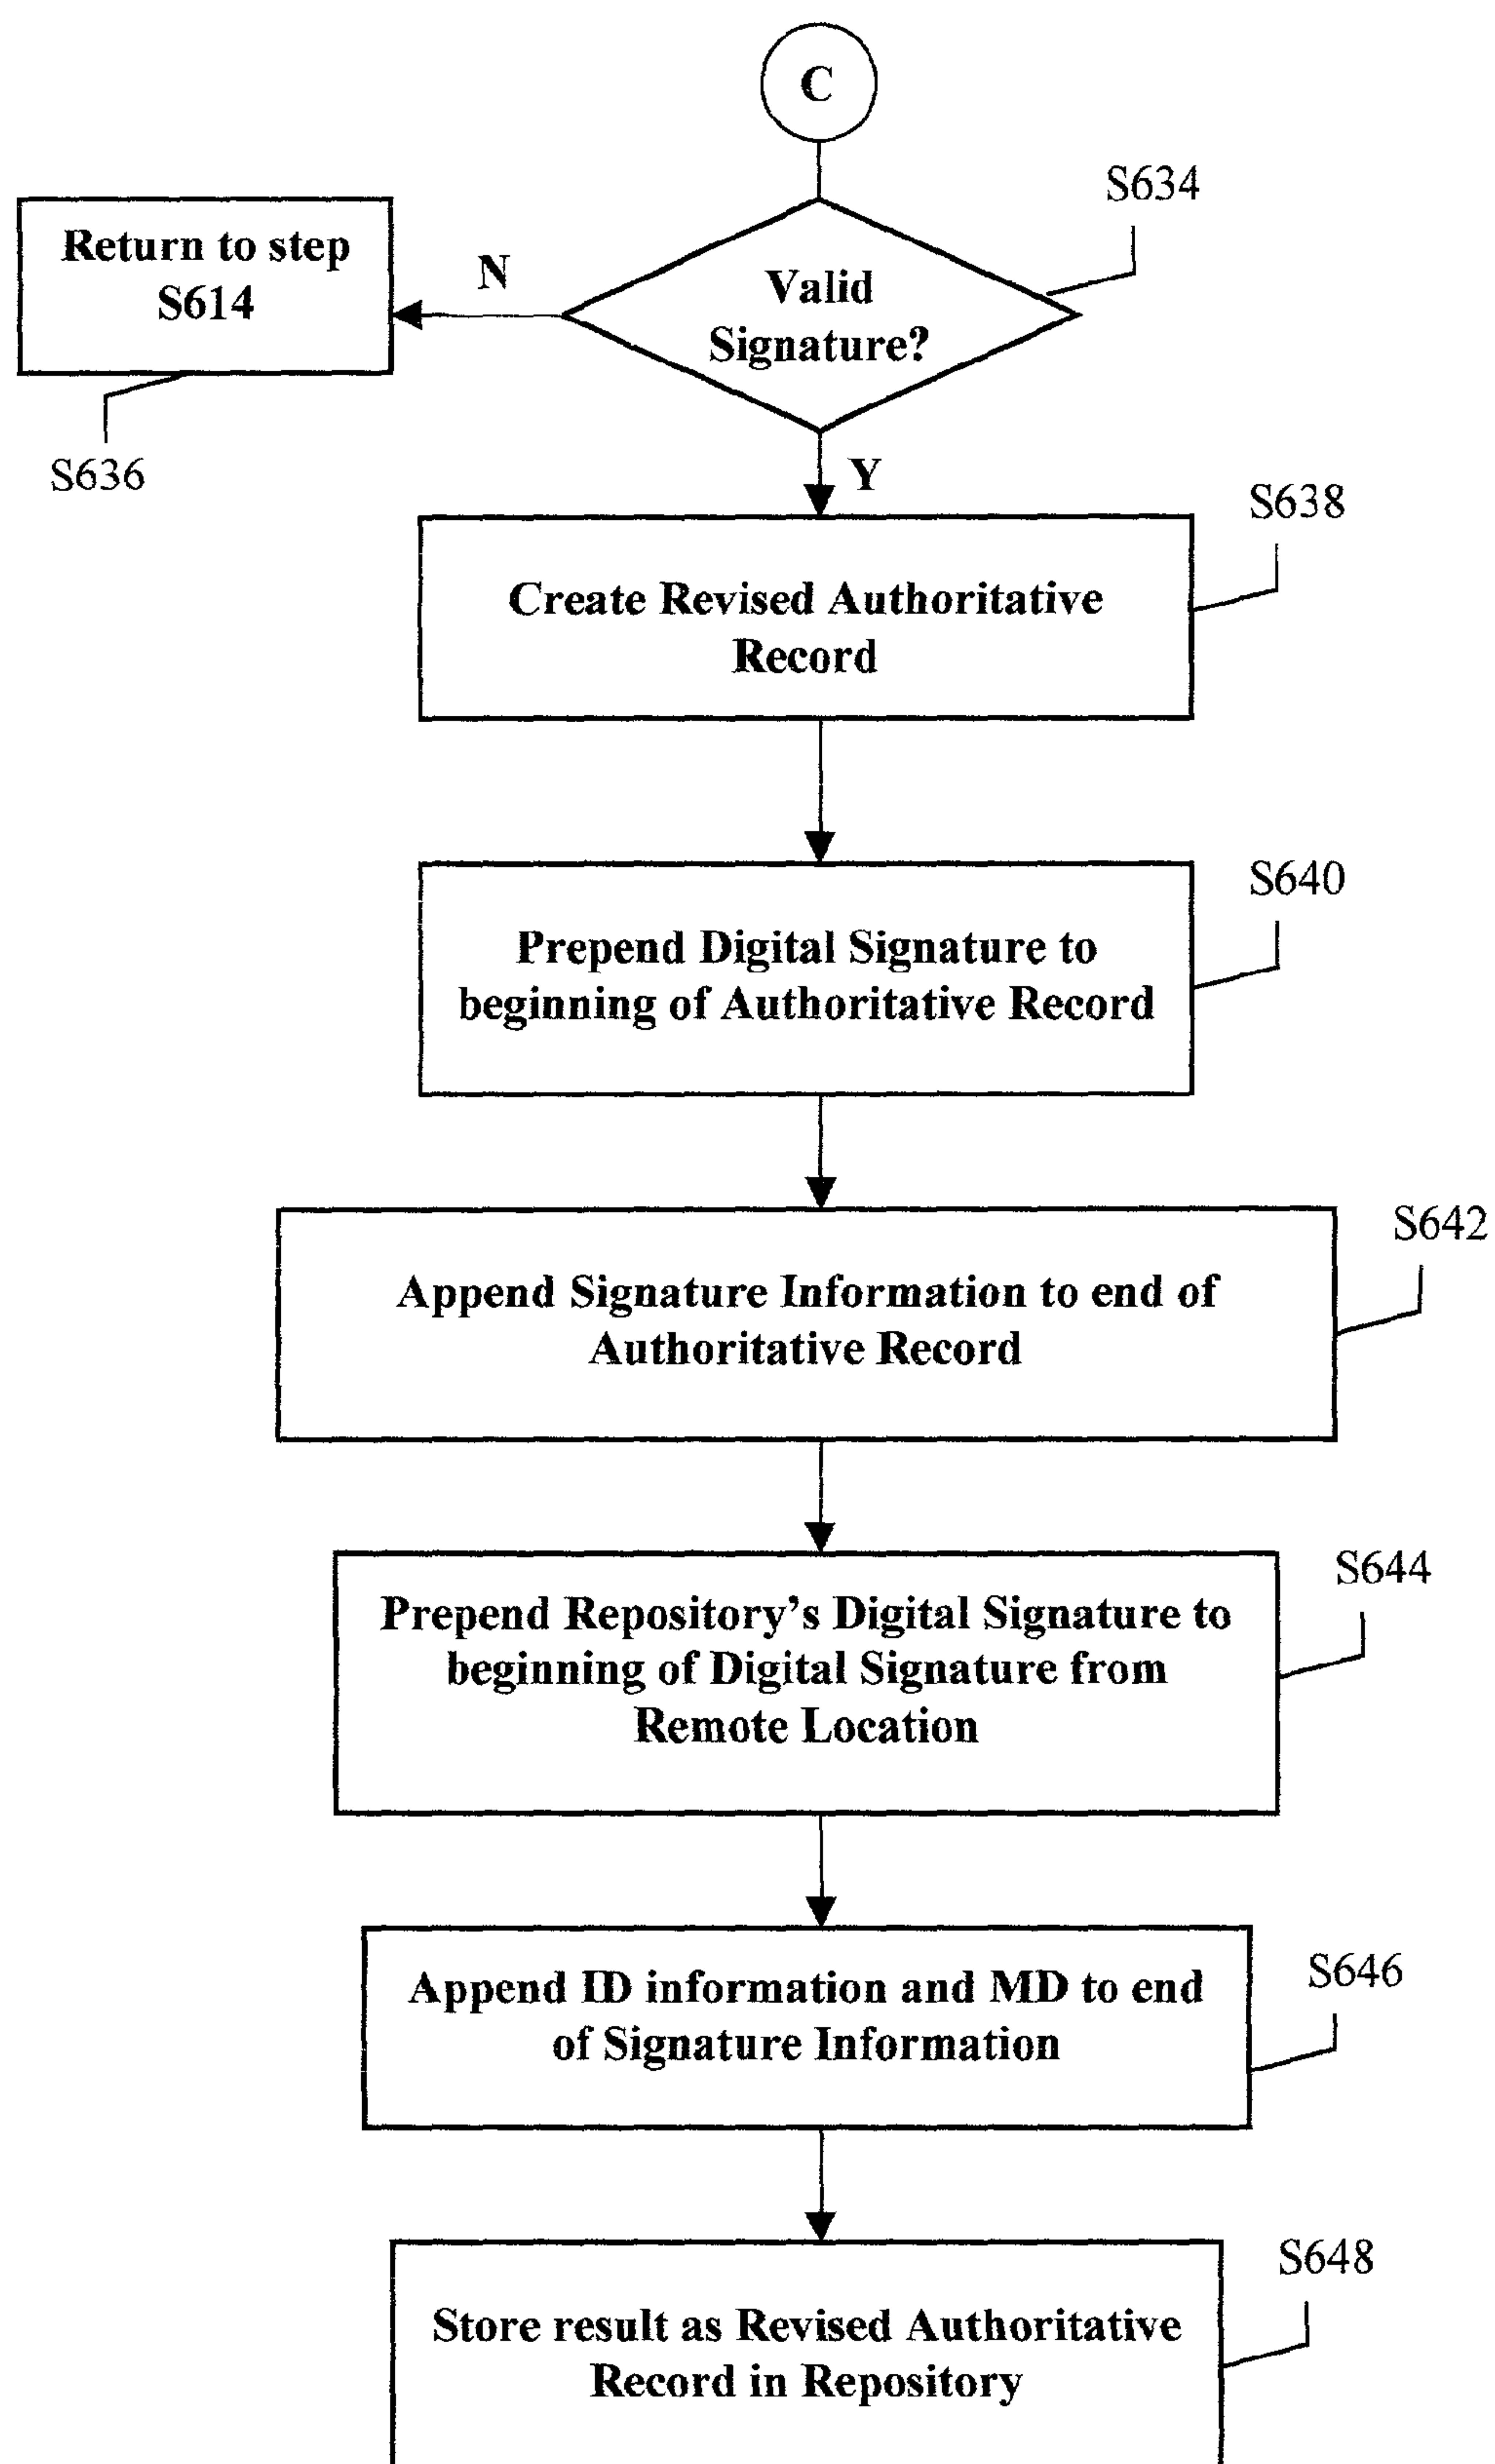 C
S634
Return to step
S614
N
Valid
Signature?
S636
Y
S638
Create Revised Authoritative
Record
S640
Prepend Digital Signature to
beginning of Authoritative Record
S642
Append Signature Information to end of
Authoritative Record
S644
Prepend Repository's Digital Signature to
beginning of Digital Signature from
Remote Location
S646
Append ID information and MD to end
of Signature Information
S648
Store result as Revised Authoritative
Record in Repository